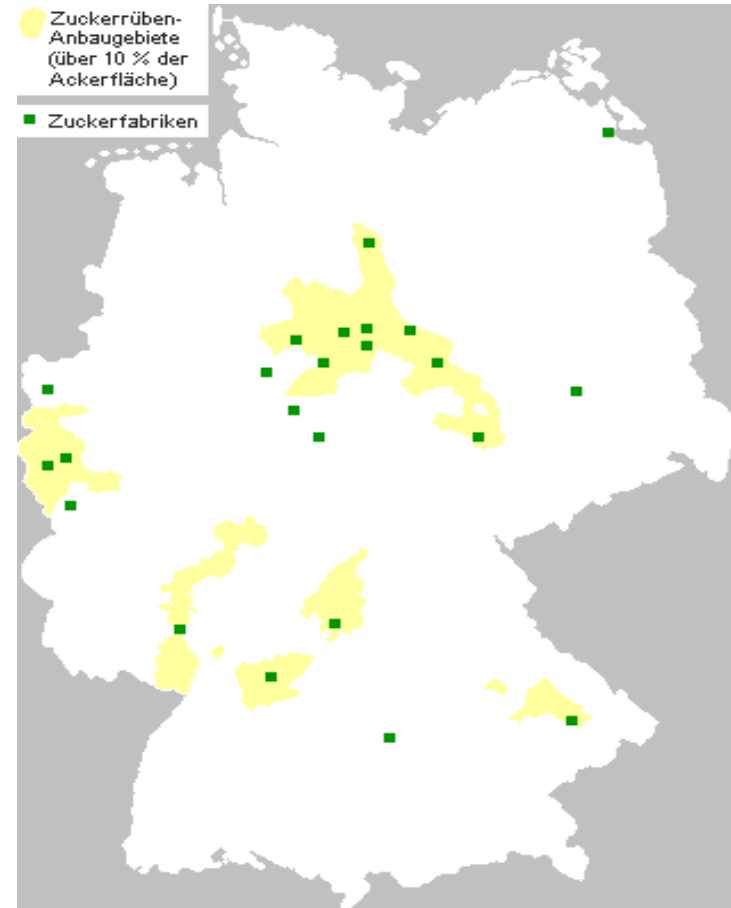 Zuckerrüben-
Anbaugebiete
(über 10 % der
Ackerfläche)
Zuckerfabriken